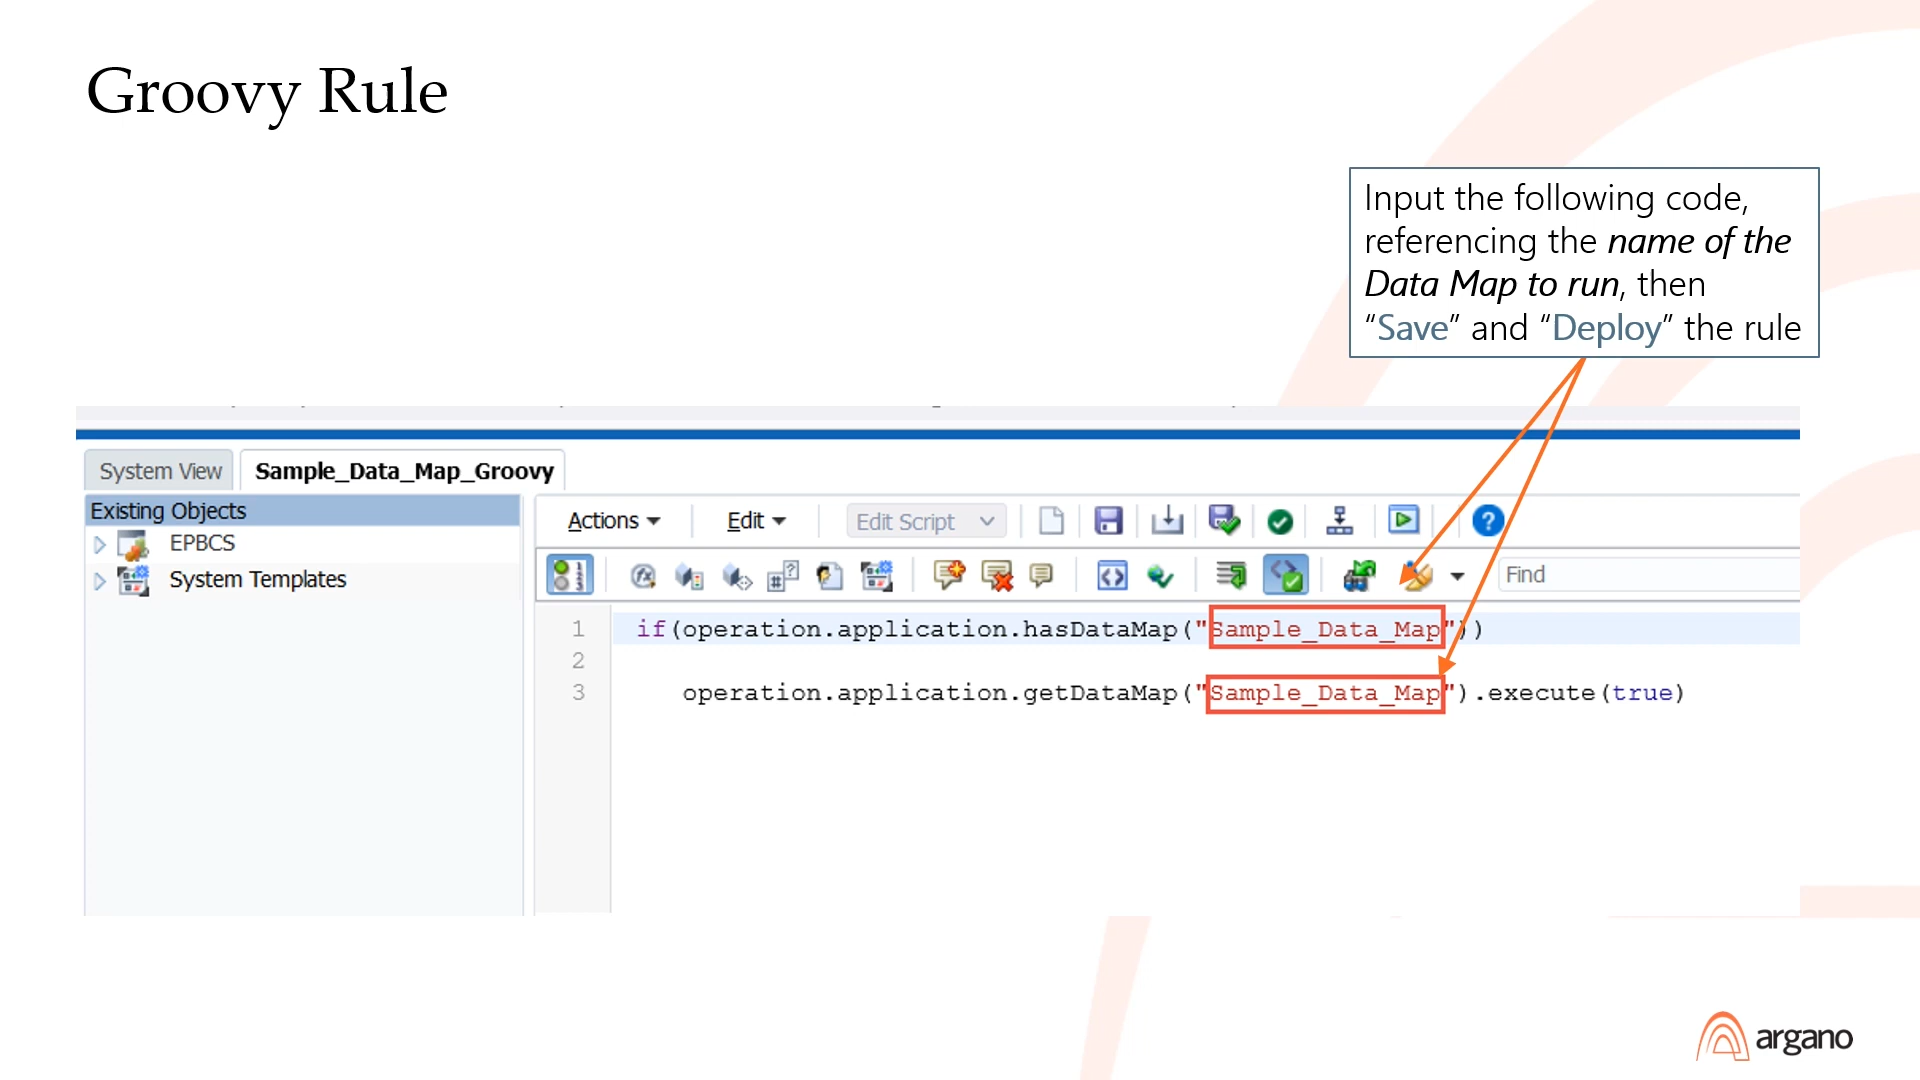 Groovy Rule
Input the following code,
referencing the name of the
Data Map to run, then
“Save” and “Deploy” the rule
System View
Sample_Data_Map_Groovy
Existing Objects
EPBCS
System Templates
Actions
Edit
Edit Script
Find
1 if(operation.application.hasDataMap("Sample_Data_Map"))
2
3 operation.application.getDataMap("Sample_Data_Map").execute(true)
argano